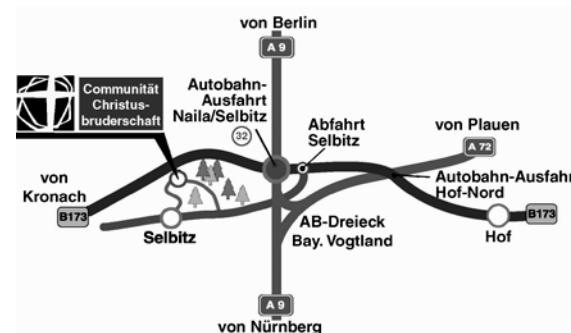 von Berlin
A 9
Communität
Christus-
bruderschaft
Autobahn-
Ausfahrt
Naila/Selbitz
32
Abfahrt
Selbitz
von Plauen
A 72
von
Kronach
B173
Autobahn-Ausfahr
Hof-Nord
Selbitz
AB-Dreieck
Bay. Vogtland
Hof
B173
A 9
von Nürnberg